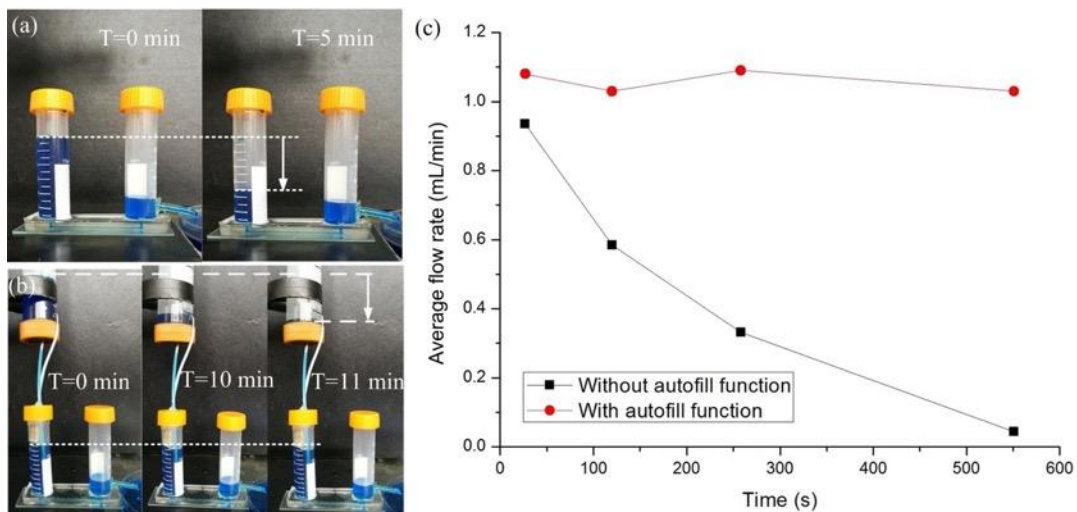 (a)
T=0 min
T=5 min
(b)
T=0 min
T=10 min
T=11 min
(c)
Average flow rate (mL/min)
1.2
1.0
0.8
0.6
0.4
0.2
0.0
Without autofill function
With autofill function
0
100
200
300
400
500
600
Time (s)